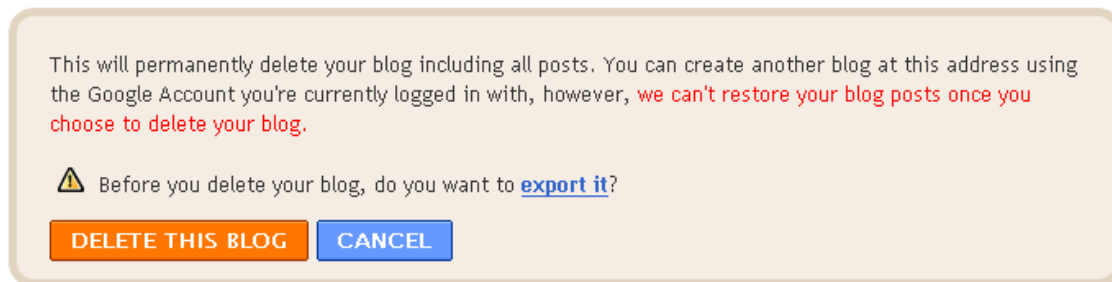 This will permanently delete your blog including all posts. You can create another blog at this address using
the Google Account you're currently logged in with, however, we can't restore your blog posts once you
choose to delete your blog.
Before you delete your blog, do you want to export it?
DELETE THIS BLOG CANCEL